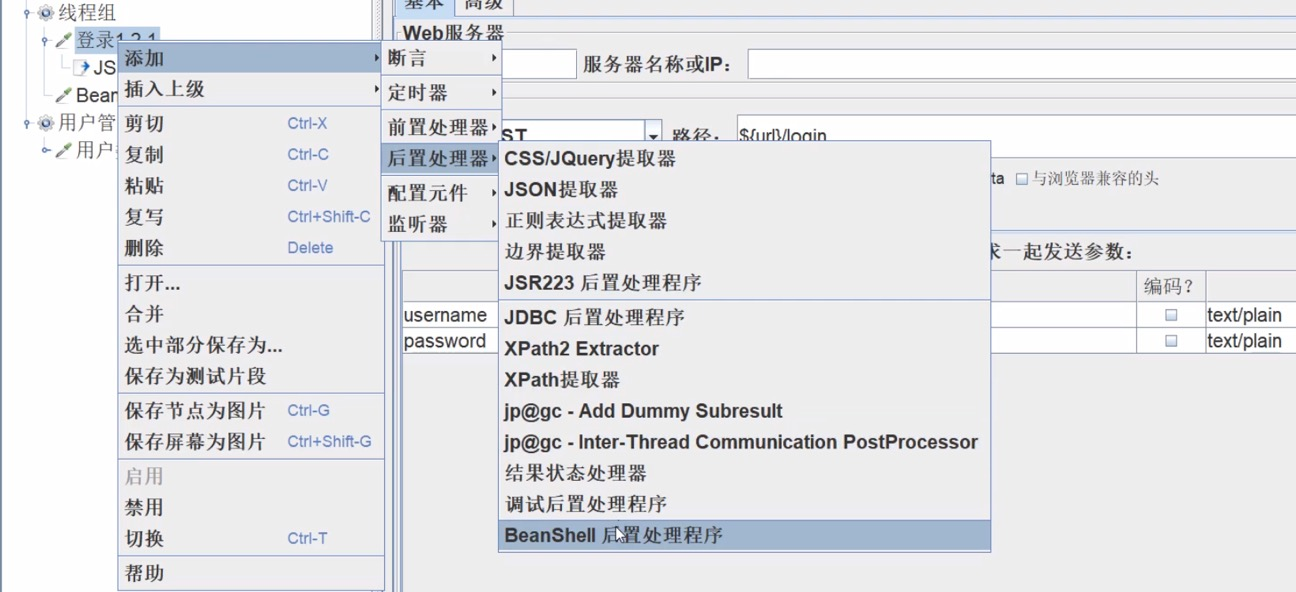 线程组
登录1.2.1
JS
Bean
用户管
用户
添加
插入上级
剪切 Ctrl-X
复制 Ctrl-C
粘贴 Ctrl-V
复写 Ctrl+Shift-C
删除 Delete
打开...
合并
选中部分保存为...
保存为测试片段
保存节点为图片 Ctrl-G
保存屏幕为图片 Ctrl+Shift-G
启用
禁用
切换 Ctrl-T
帮助
断言
定时器
前置处理器
后置处理器
配置元件
监听器
CSS/JQuery提取器
JSON提取器
正则表达式提取器
边界提取器
JSR223 后置处理程序
JDBC 后置处理程序
XPath2 Extractor
XPath提取器
jp@gc - Add Dummy Subresult
jp@gc - Inter-Thread Communication PostProcessor
结果状态处理器
调试后置处理程序
BeanShell 后置处理程序
基本 高级
Web服务器
服务器名称或IP：
ST 路径： ${url}/login
ta 与浏览器兼容的头
求一起发送参数：
编码？
username text/plain
password text/plain